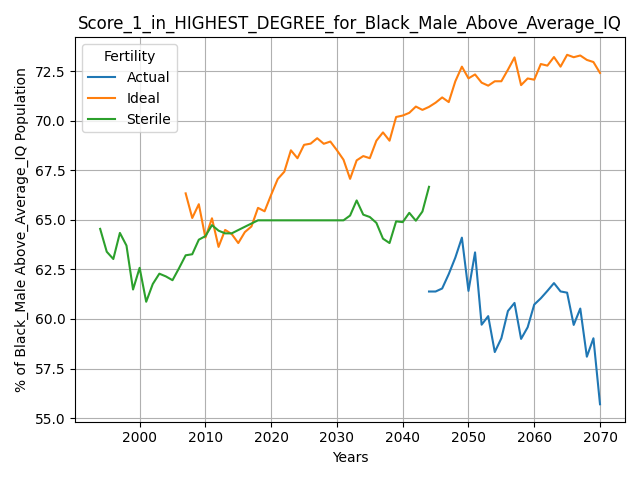 Score_1_in_HIGHEST_DEGREE_for_Black_Male_Above_Average_IQ
Fertility
Actual
Ideal
Sterile
% of Black_Male Above_Average_IQ Population
72.5
70.0
67.5
65.0
62.5
60.0
57.5
55.0
2000 2010 2020 2030 2040 2050 2060 2070
Years